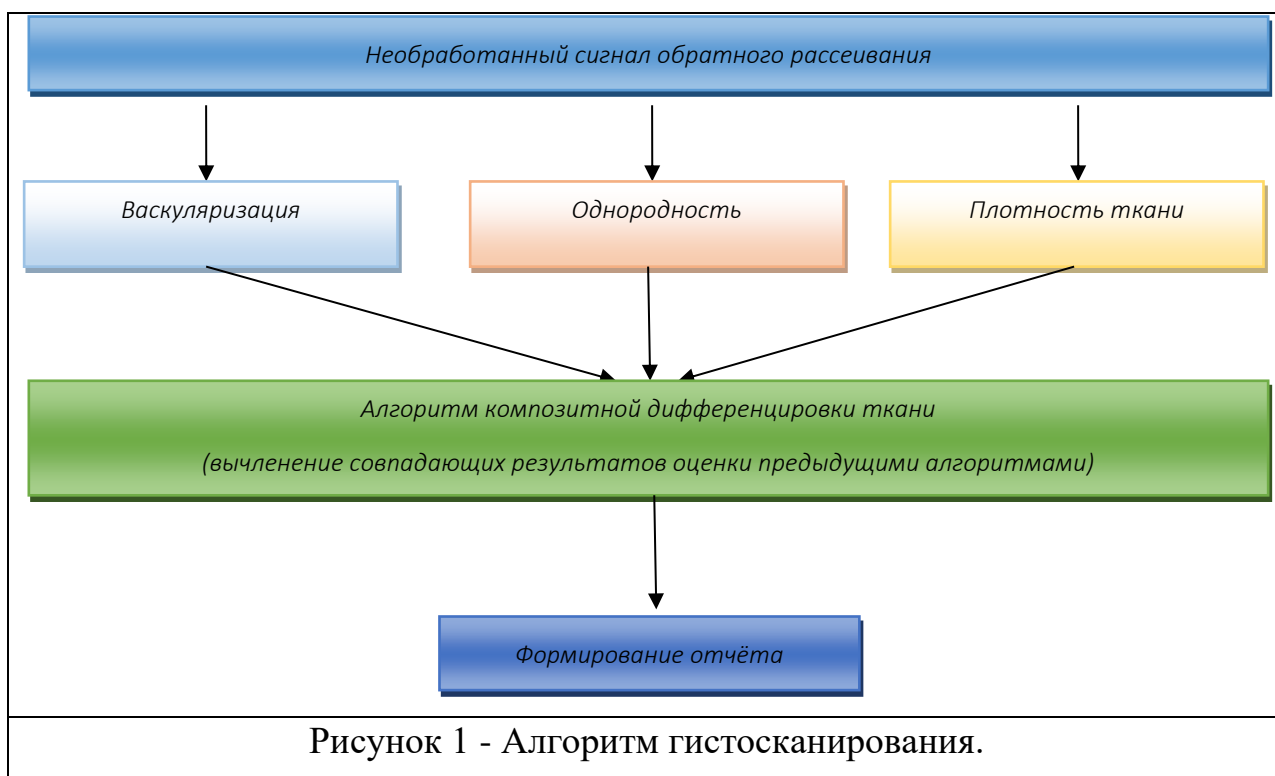 Необработанный сигнал обратного рассеивания
Васкуляризация
Однородность
Плотность ткани
Алгоритм композитной дифференцировки ткани
(вычленение совпадающих результатов оценки предыдущими алгоритмами)
Формирование отчёта
Рисунок 1 - Алгоритм гистосканирования.